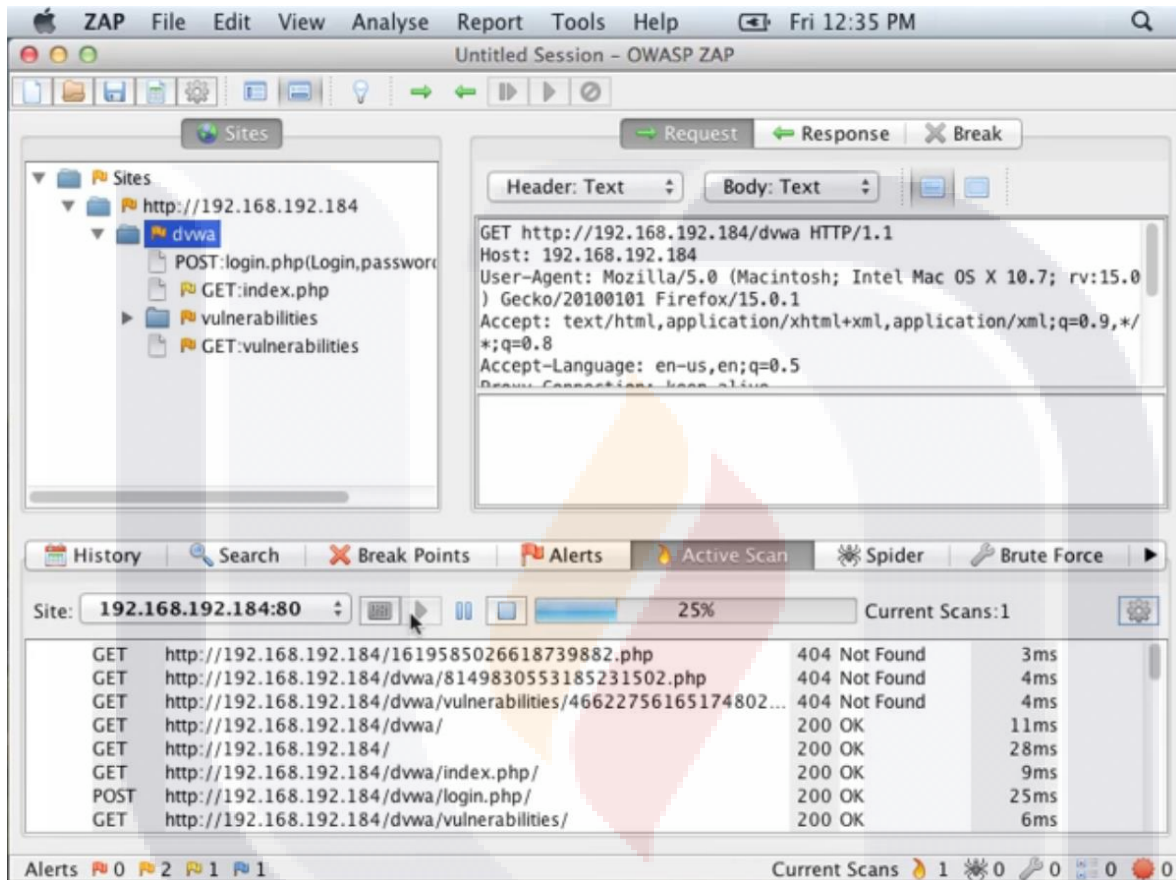 ZAP File Edit View Analyse Report Tools Help Fri 12:35 PM
Untitled Session – OWASP ZAP
Sites
Request Response Break
Sites
http://192.168.192.184
dvwa
POST:login.php(Login,password
GET:index.php
vulnerabilities
GET:vulnerabilities
Header: Text Body: Text
GET http://192.168.192.184/dvwa HTTP/1.1
Host: 192.168.192.184
User-Agent: Mozilla/5.0 (Macintosh; Intel Mac OS X 10.7; rv:15.0
) Gecko/20100101 Firefox/15.0.1
Accept: text/html,application/xhtml+xml,application/xml;q=0.9,*/
*;q=0.8
Accept-Language: en-us,en;q=0.5
Proxy-Connection: keep-alive
History Search Break Points Alerts Active Scan Spider Brute Force
Site: 192.168.192.184:80 25% Current Scans:1
GET http://192.168.192.184/1619585026618739882.php 404 Not Found 3ms
GET http://192.168.192.184/dvwa/8149830553185231502.php 404 Not Found 4ms
GET http://192.168.192.184/dvwa/vulnerabilities/46622756165174802... 404 Not Found 4ms
GET http://192.168.192.184/dvwa/ 200 OK 11ms
GET http://192.168.192.184/ 200 OK 28ms
GET http://192.168.192.184/dvwa/index.php/ 200 OK 9ms
POST http://192.168.192.184/dvwa/login.php/ 200 OK 25ms
GET http://192.168.192.184/dvwa/vulnerabilities/ 200 OK 6ms
Alerts 0 2 1 1 Current Scans 1 0 0 0 0